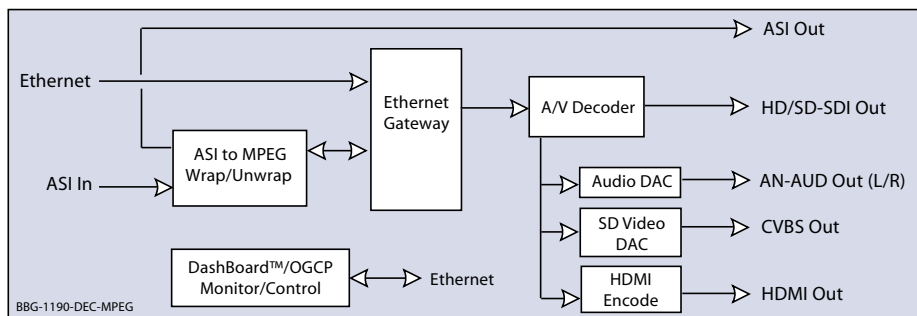 ASI Out
Ethernet
Ethernet
Gateway
A/V Decoder
HD/SD-SDI Out
ASI to MPEG
Wrap/Unwrap
ASI In
Audio DAC
AN-AUD Out (L/R)
SD Video
DAC
CVBS Out
DashBoard™/OGCP
Monitor/Control
Ethernet
HDMI
Encode
HDMI Out
BBG-1190-DEC-MPEG